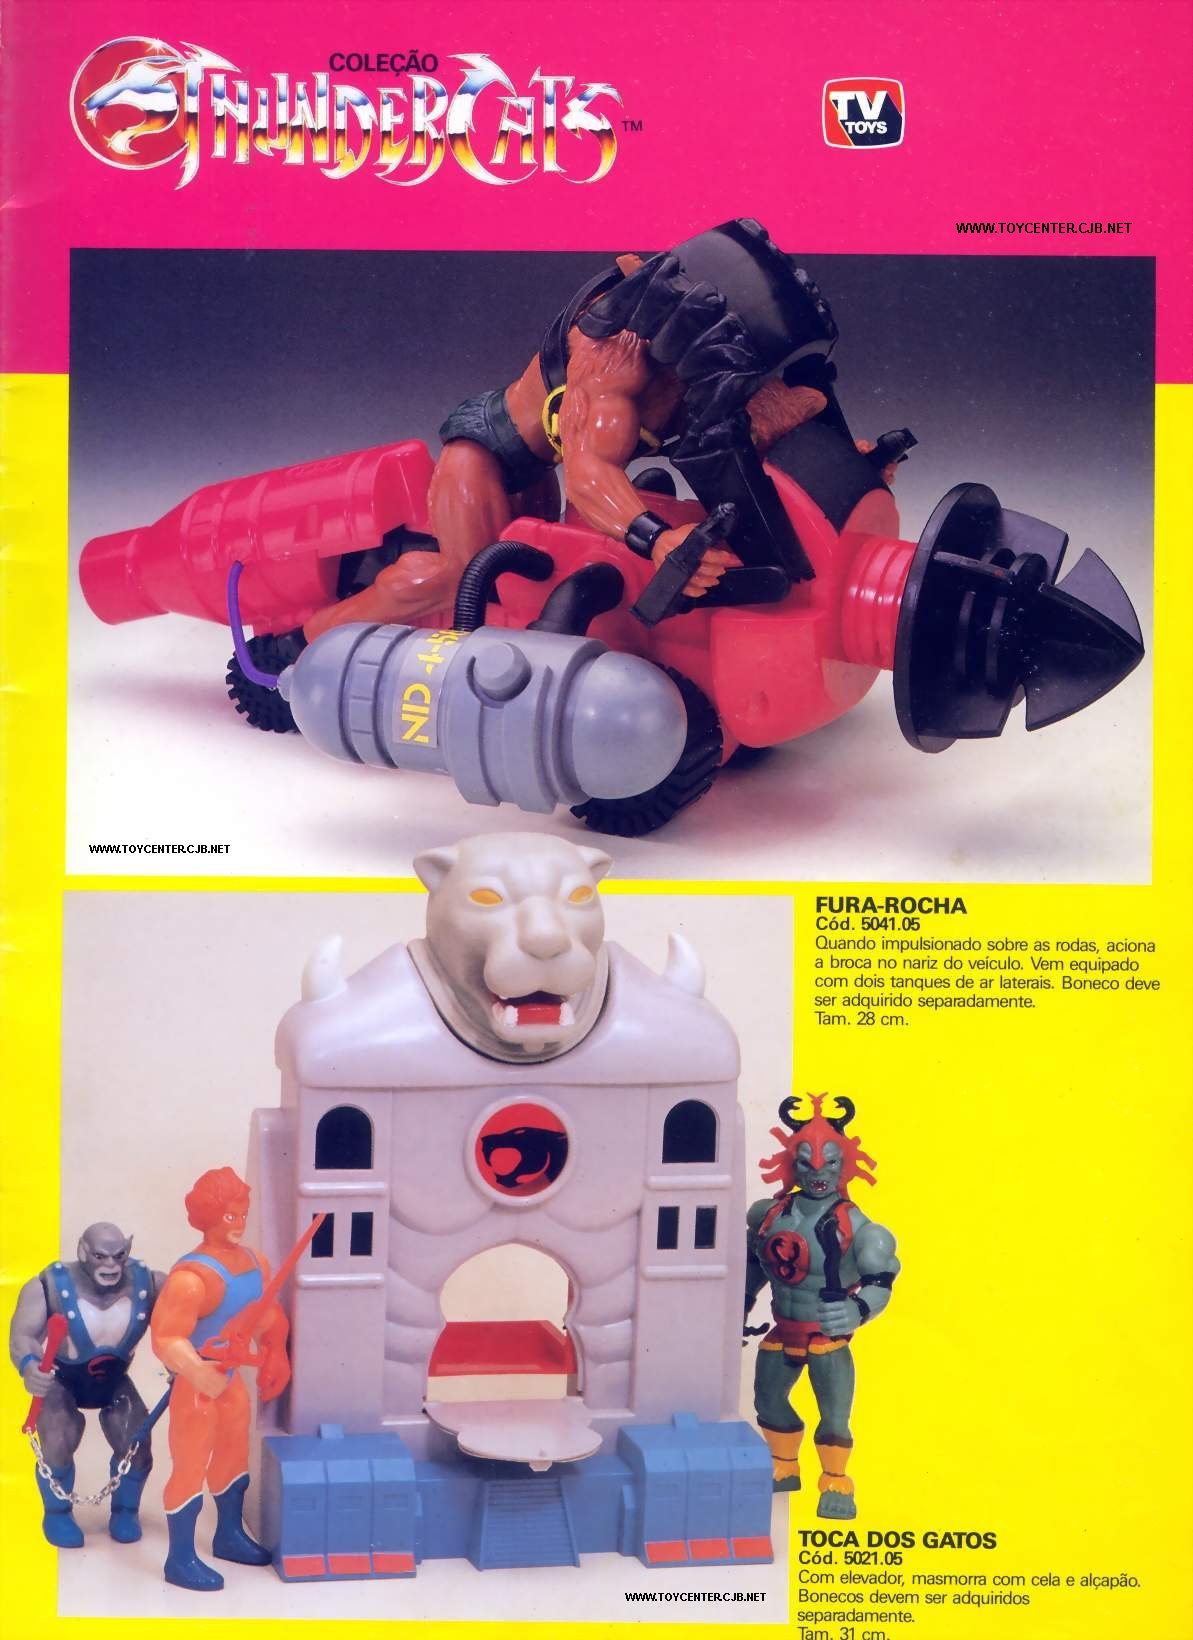 COLEÇÃO
THUNDERCATS™
TV
TOYS
WWW.TOYCENTER.CJB.NET
WWW.TOYCENTER.CJB.NET
FURA-ROCHA
Cód. 5041.05
Quando impulsionado sobre as rodas, aciona
a broca no nariz do veículo. Vem equipado
com dois tanques de ar laterais. Boneco deve
ser adquirido separadamente.
Tam. 28 cm.
TOCA DOS GATOS
Cód. 5021.05
Com elevador, masmorra com cela e alçapão.
Bonecos devem ser adquiridos
separadamente.
Tam. 31 cm.
WWW.TOYCENTER.CJB.NET